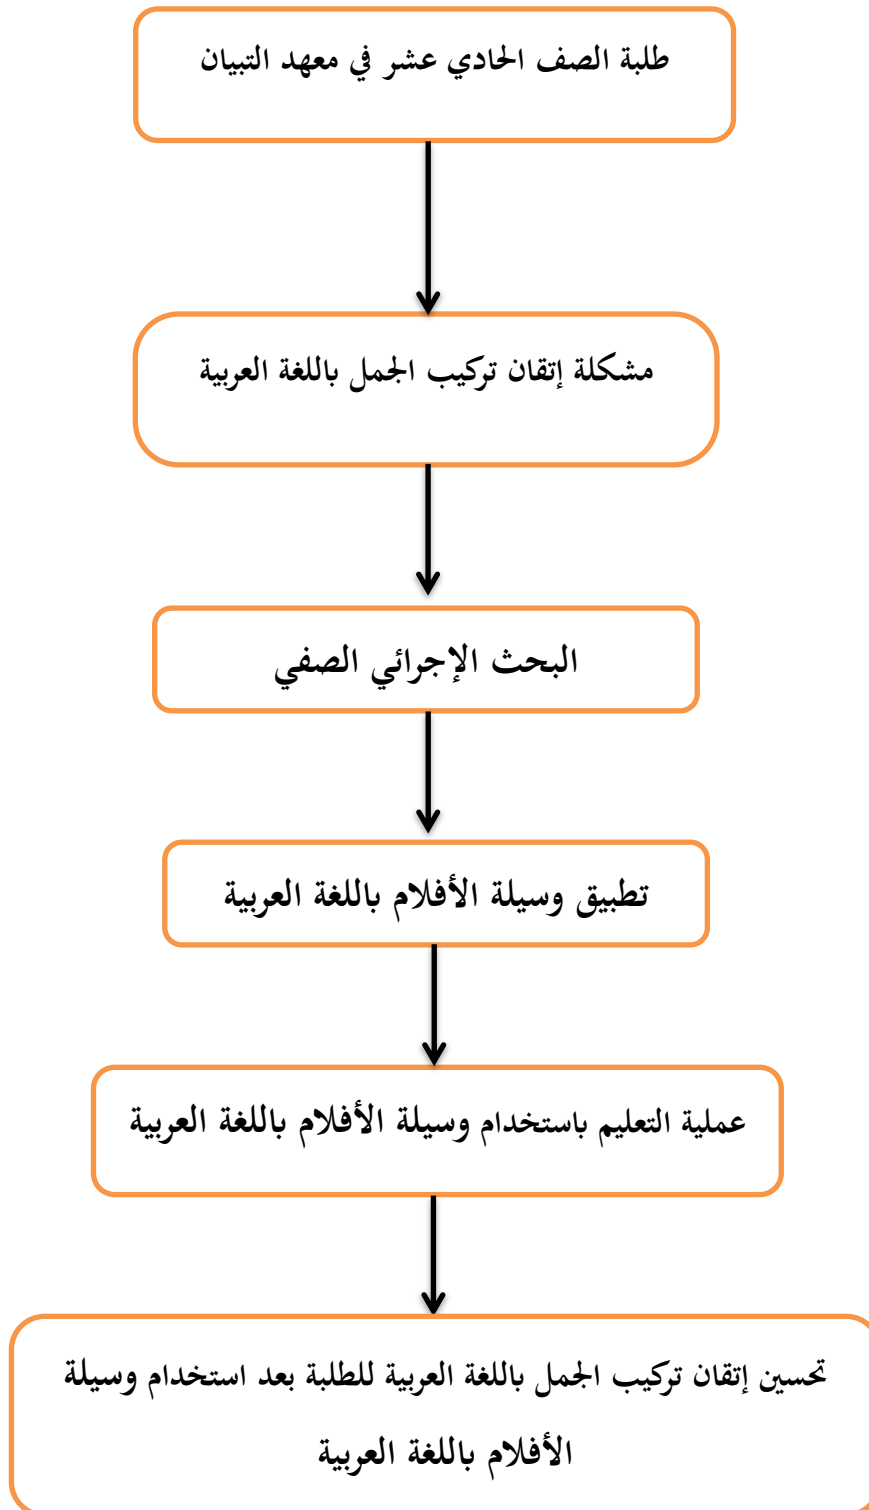 طلبة الصف الحادي عشر في معهد التبيان
مشكلة إتقان تركيب الجمل باللغة العربية
البحث الإجرائي الصفي
تطبيق وسيلة الأفلام باللغة العربية
عملية التعليم باستخدام وسيلة الأفلام باللغة العربية
تحسين إتقان تركيب الجمل باللغة العربية للطلبة بعد استخدام وسيلة
الأفلام باللغة العربية